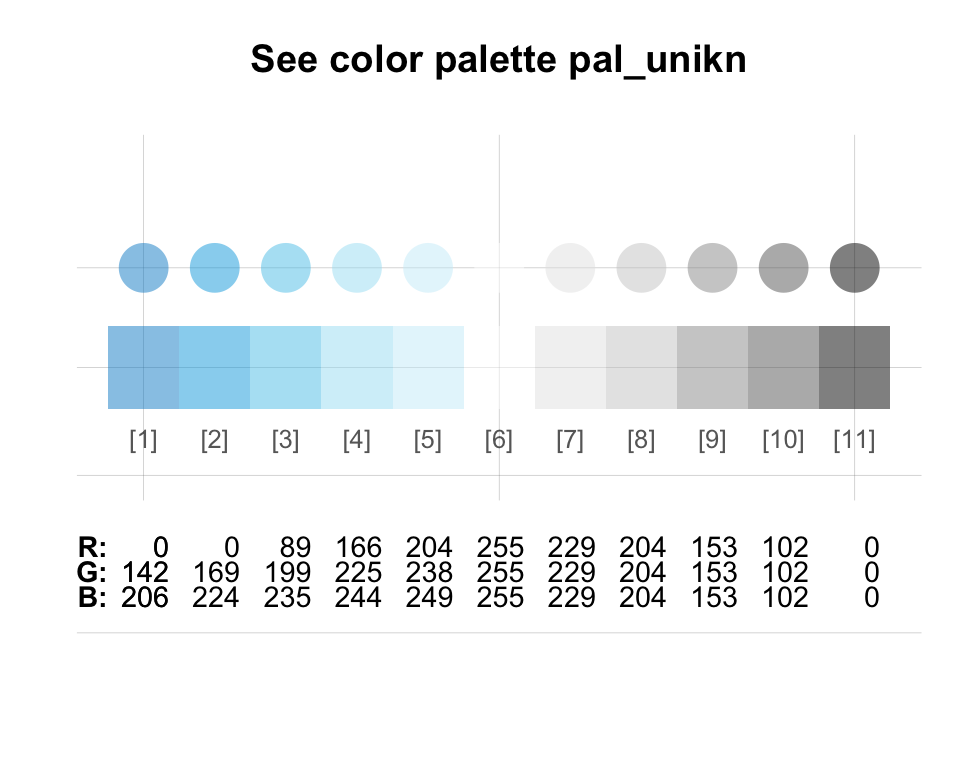 See color palette pal_unikn
[1] [2] [3] [4] [5] [6] [7] [8] [9] [10] [11]
R: 0 0 89 166 204 255 229 204 153 102 0
G: 142 169 199 225 238 255 229 204 153 102 0
B: 206 224 235 244 249 255 229 204 153 102 0